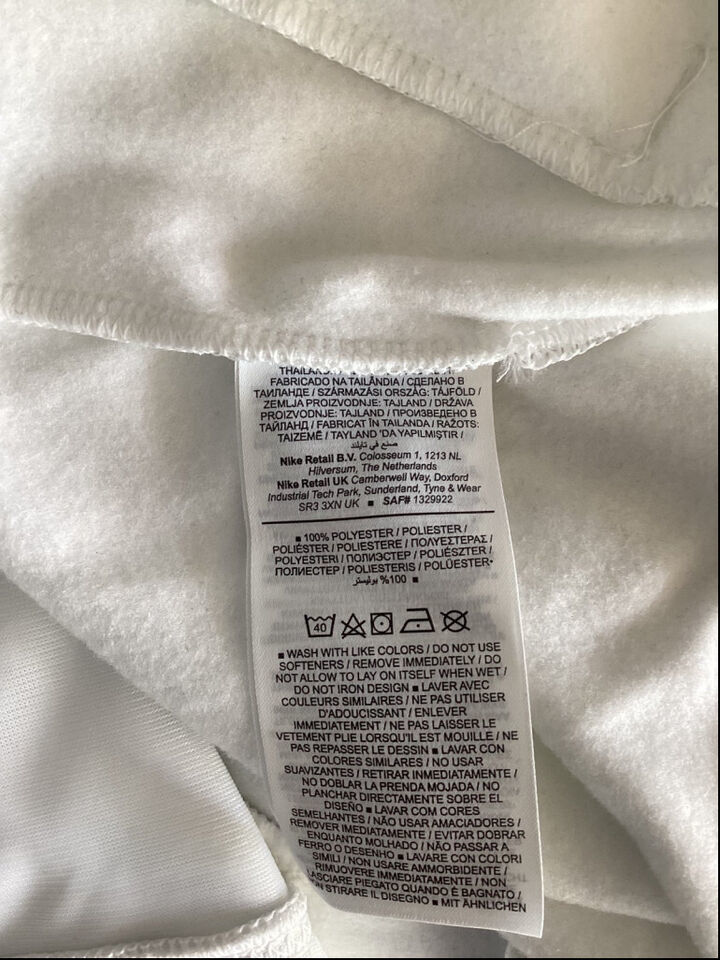 FABRICADO NA TAILÂNDIA / СДЕЛАНО В
ТАИЛАНДЕ / SZÁRMAZÁSI ORSZÁG: TÁJFÖLD /
ZEMLJA PROIZVODNJE: TAJLAND / DRŽAVA
PROIZVODNJE: TAJLAND / ПРОИЗВЕДЕНО В
ТАЙЛАНД / FABRICAT ÎN TAILANDA / RAŽOTS:
TAIZEMĒ / TAYLAND 'DA YAPILMIŞTIR /
صنع في تايلند
Nike Retail B.V. Colosseum 1, 1213 NL
Hilversum, The Netherlands
Nike Retail UK Camberwell Way, Doxford
Industrial Tech Park, Sunderland, Tyne & Wear
SR3 3XN UK ■ SAF# 1329922
■ 100% POLYESTER / POLIESTER /
POLIÉSTER / POLIESTERE / ΠΟΛΥΕΣΤΕΡΑΣ /
POLYESTERI / ПОЛИЭСТЕР / POLIÉSZTER /
ПОЛИЕСТЕР / POLIESTERIS / POLÜESTER•
100% بوليستر ■
40
■ WASH WITH LIKE COLORS / DO NOT USE
SOFTENERS / REMOVE IMMEDIATELY / DO
NOT ALLOW TO LAY ON ITSELF WHEN WET /
DO NOT IRON DESIGN ■ LAVER AVEC
COULEURS SIMILAIRES / NE PAS UTILISER
D'ADOUCISSANT / ENLEVER
IMMEDIATEMENT / NE PAS LAISSER LE
VETEMENT PLIE LORSQU'IL EST MOUILLE / NE
PAS REPASSER LE DESSIN ■ LAVAR CON
COLORES SIMILARES / NO USAR
SUAVIZANTES / RETIRAR INMEDIATAMENTE /
NO DOBLAR LA PRENDA MOJADA / NO
PLANCHAR DIRECTAMENTE SOBRE EL
DISEÑO ■ LAVAR COM CORES
SEMELHANTES / NÃO USAR AMACIADORES /
REMOVER IMEDIATAMENTE / EVITAR DOBRAR
ENQUANTO MOLHADO / NÃO PASSAR A
FERRO O DESENHO ■ LAVARE CON COLORI
SIMILI / NON USARE AMMORBIDENTE /
RIMUOVERE IMMEDIATAMENTE / NON
LASCIARE PIEGATO QUANDO È BAGNATO /
NON STIRARE IL DISEGNO ■ MIT ÄHNLICHEN